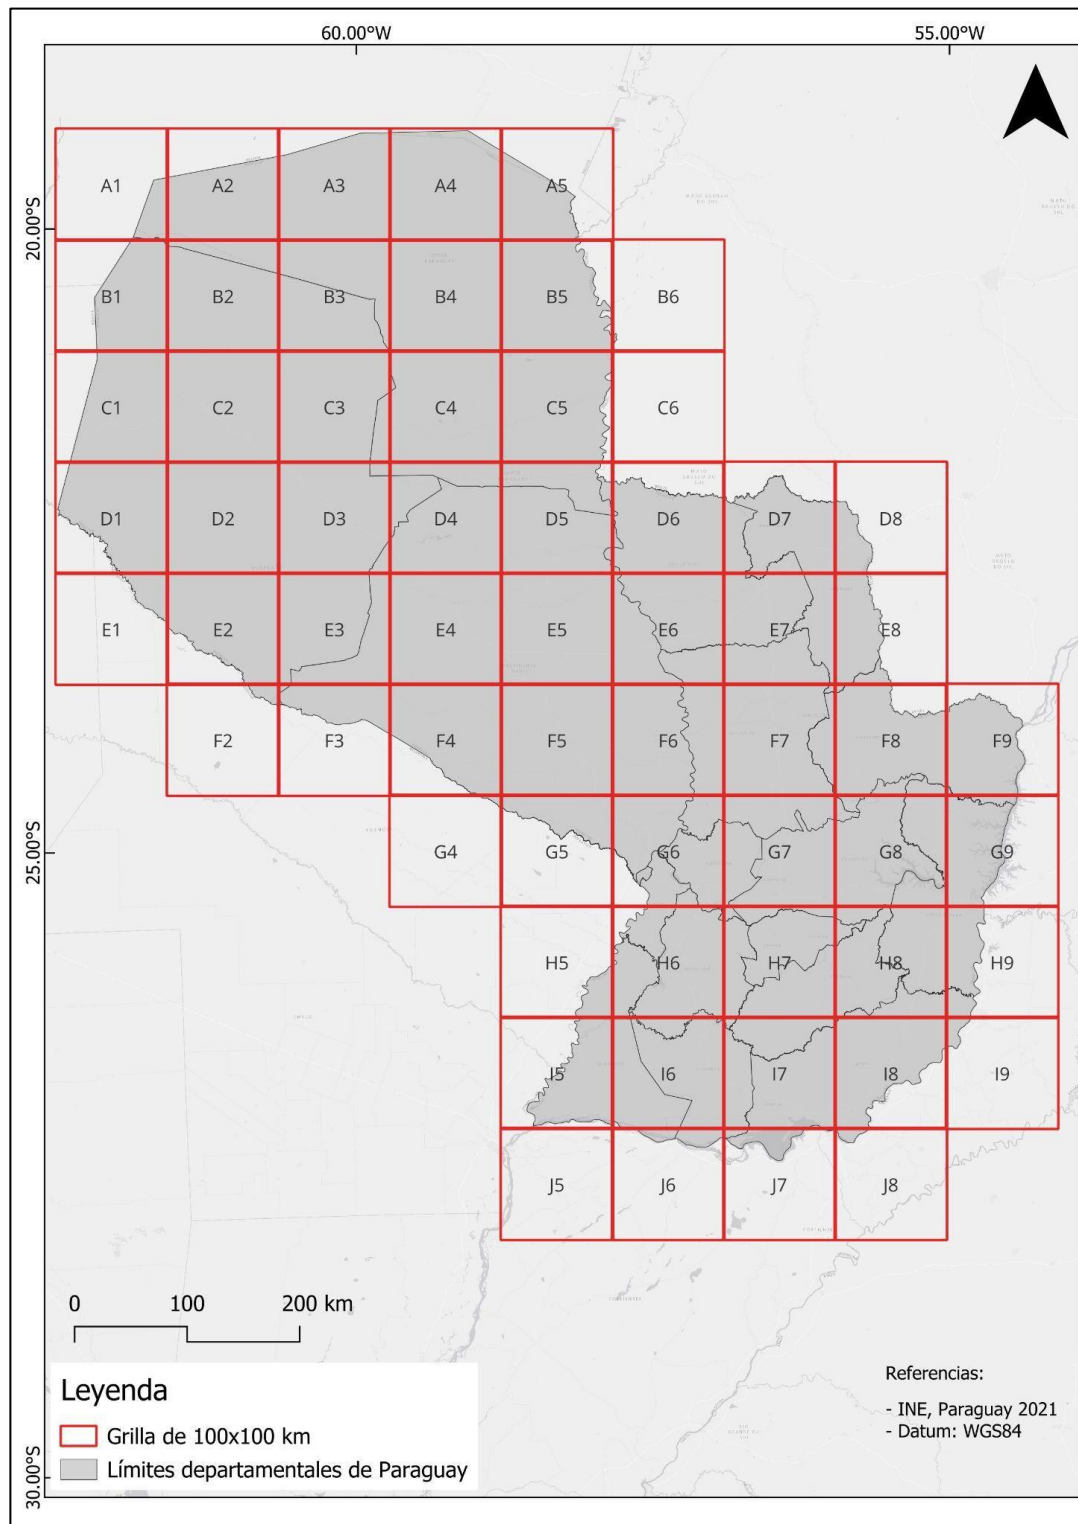 60.00°W 55.00°W
20.00°S
25.00°S
30.00°S
A1 A2 A3 A4 A5
B1 B2 B3 B4 B5 B6
C1 C2 C3 C4 C5 C6
D1 D2 D3 D4 D5 D6 D7 D8
E1 E2 E3 E4 E5 E6 E7 E8
F2 F3 F4 F5 F6 F7 F8 F9
G4 G5 G6 G7 G8 G9
H5 H6 H7 H8 H9
I5 I6 I7 I8 I9
J5 J6 J7 J8
0 100 200 km
Leyenda
Grilla de 100x100 km
Límites departamentales de Paraguay
Referencias:
- INE, Paraguay 2021
- Datum: WGS84